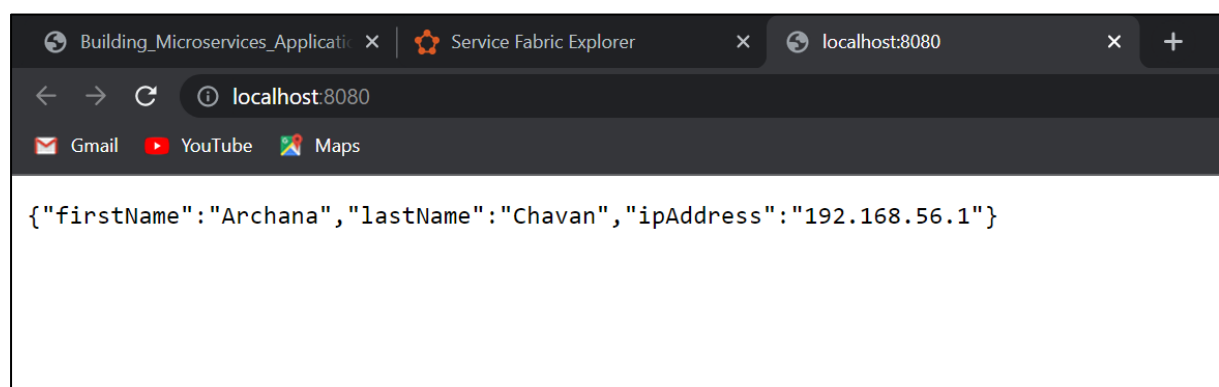 Building_Microservices_Applicatic Service Fabric Explorer localhost:8080
localhost:8080
Gmail YouTube Maps
{"firstName":"Archana","lastName":"Chavan","ipAddress":"192.168.56.1"}